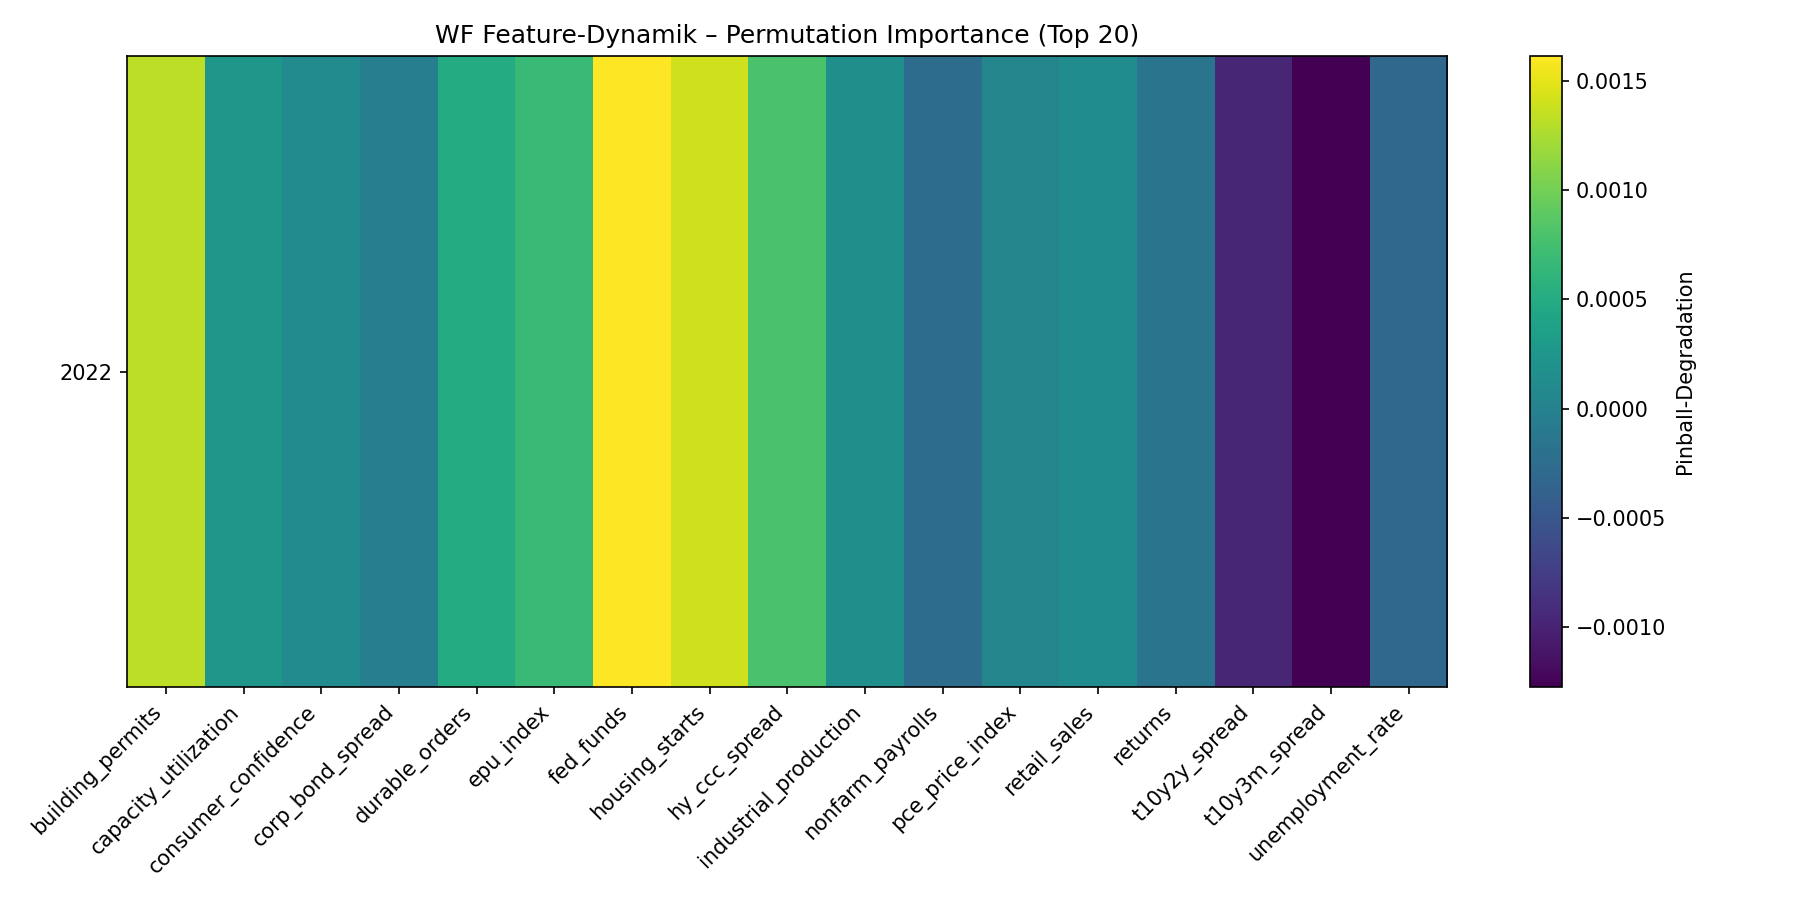 WF Feature-Dynamik – Permutation Importance (Top 20)
2022
building_permits
capacity_utilization
consumer_confidence
corp_bond_spread
durable_orders
epu_index
fed_funds
housing_starts
hy_ccc_spread
industrial_production
nonfarm_payrolls
pce_price_index
retail_sales
returns
t10y2y_spread
t10y3m_spread
unemployment_rate
0.0015
0.0010
0.0005
0.0000
−0.0005
−0.0010
Pinball-Degradation